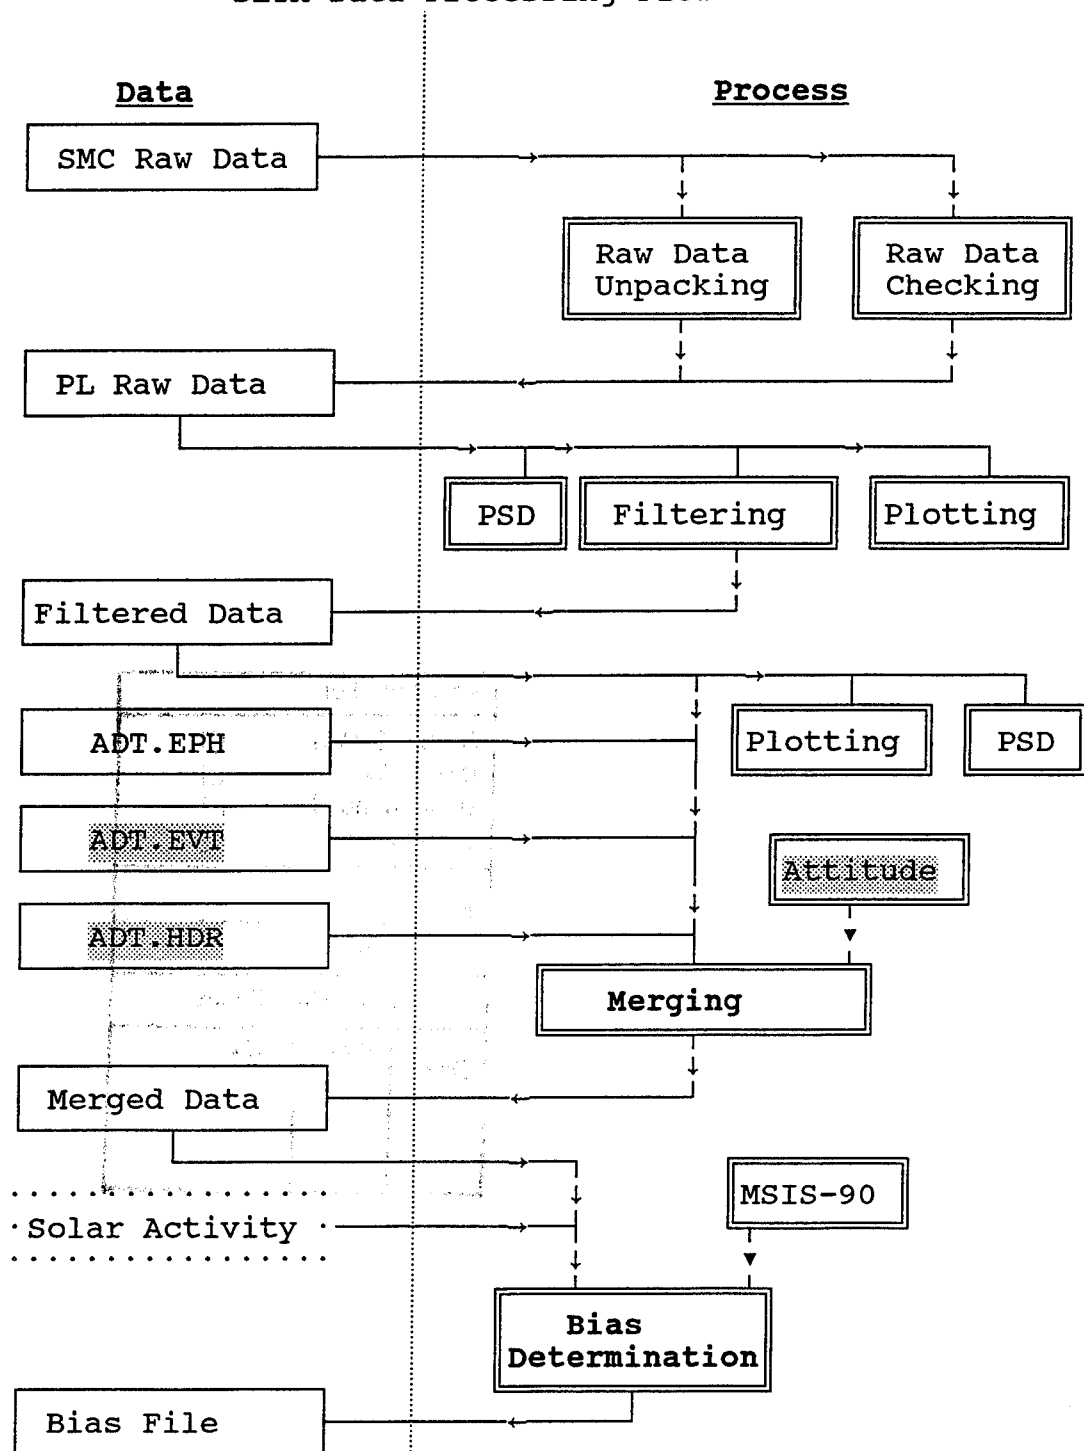 Data
Process
SMC Raw Data
Raw Data
Unpacking
Raw Data
Checking
PL Raw Data
PSD
Filtering
Plotting
Filtered Data
ADT.EPH
Plotting
PSD
ADT.EVT
Attitude
ADT.HDR
Merging
Merged Data
MSIS-90
Solar Activity
Bias
Determination
Bias File